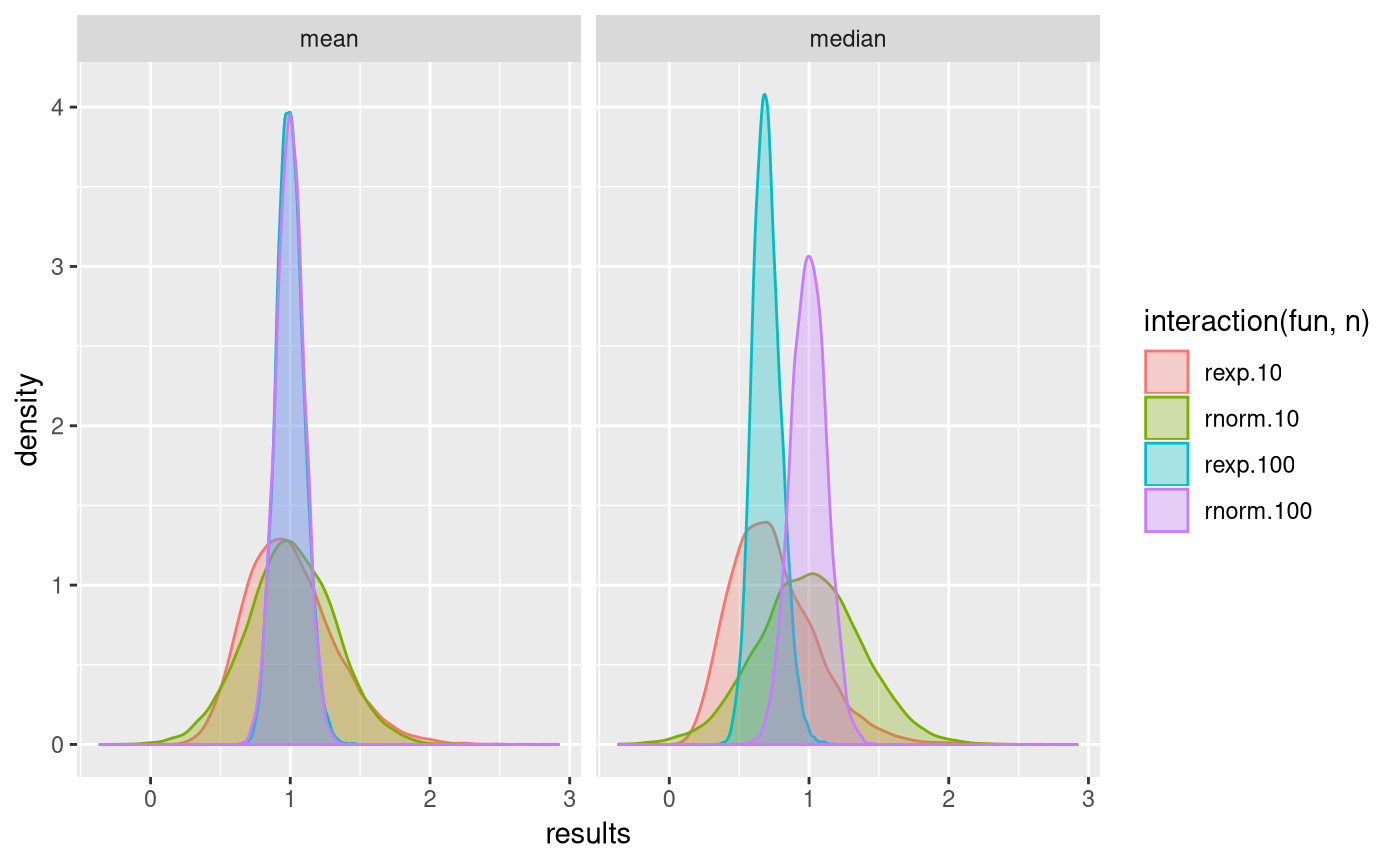 mean
median
density
4
3
2
1
0
0 1 2 3
0 1 2 3
results
interaction(fun, n)
rexp.10
rnorm.10
rexp.100
rnorm.100